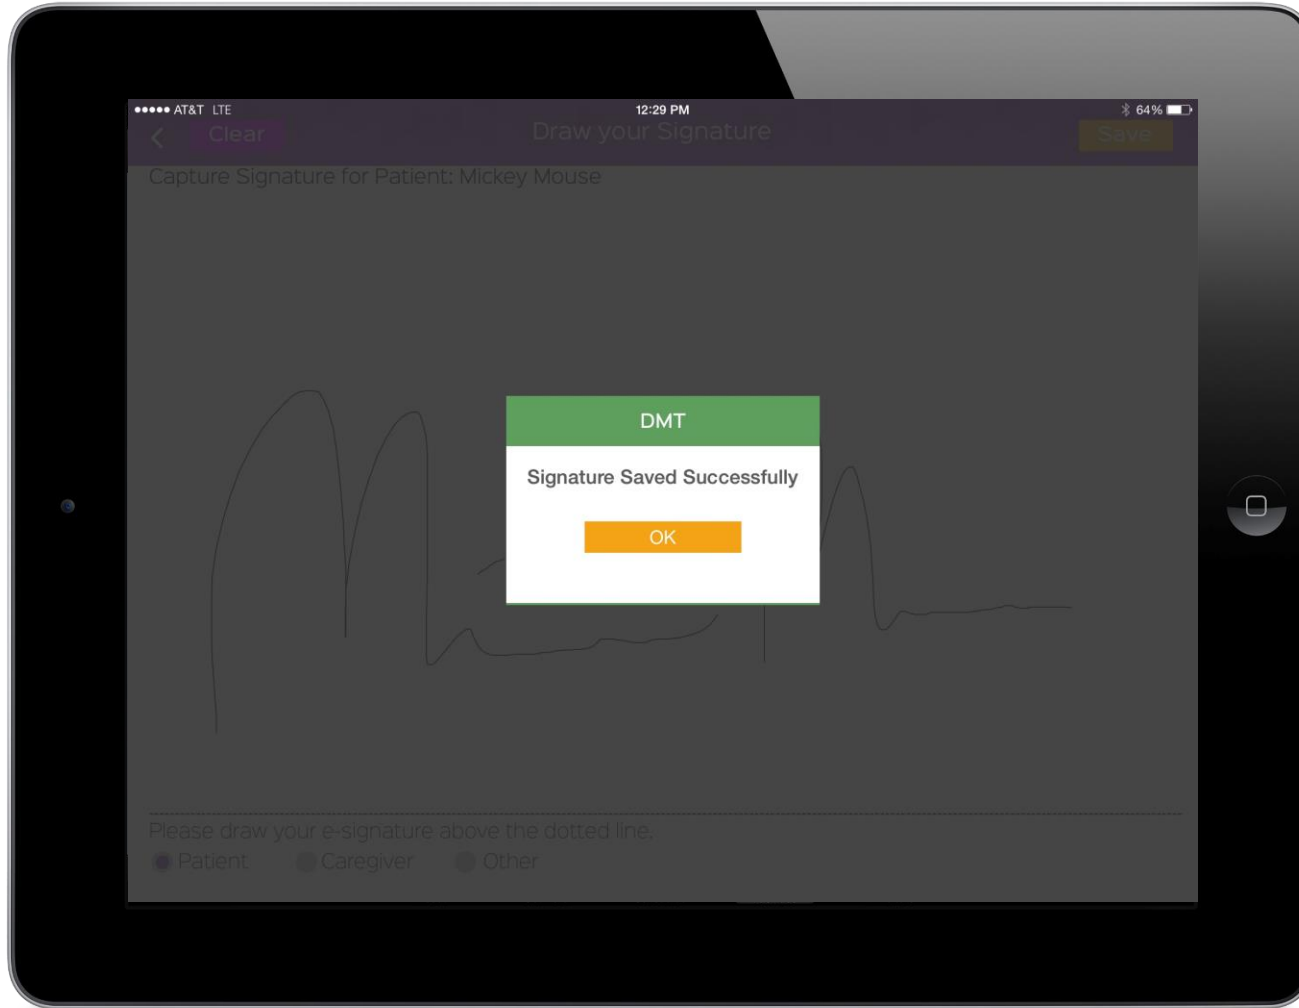 AT&T LTE 12:29 PM 64%
Clear Draw your Signature Save
Capture Signature for Patient: Mickey Mouse
DMT
Signature Saved Successfully
OK
Please draw your e-signature above the dotted line.
Patient Caregiver Other